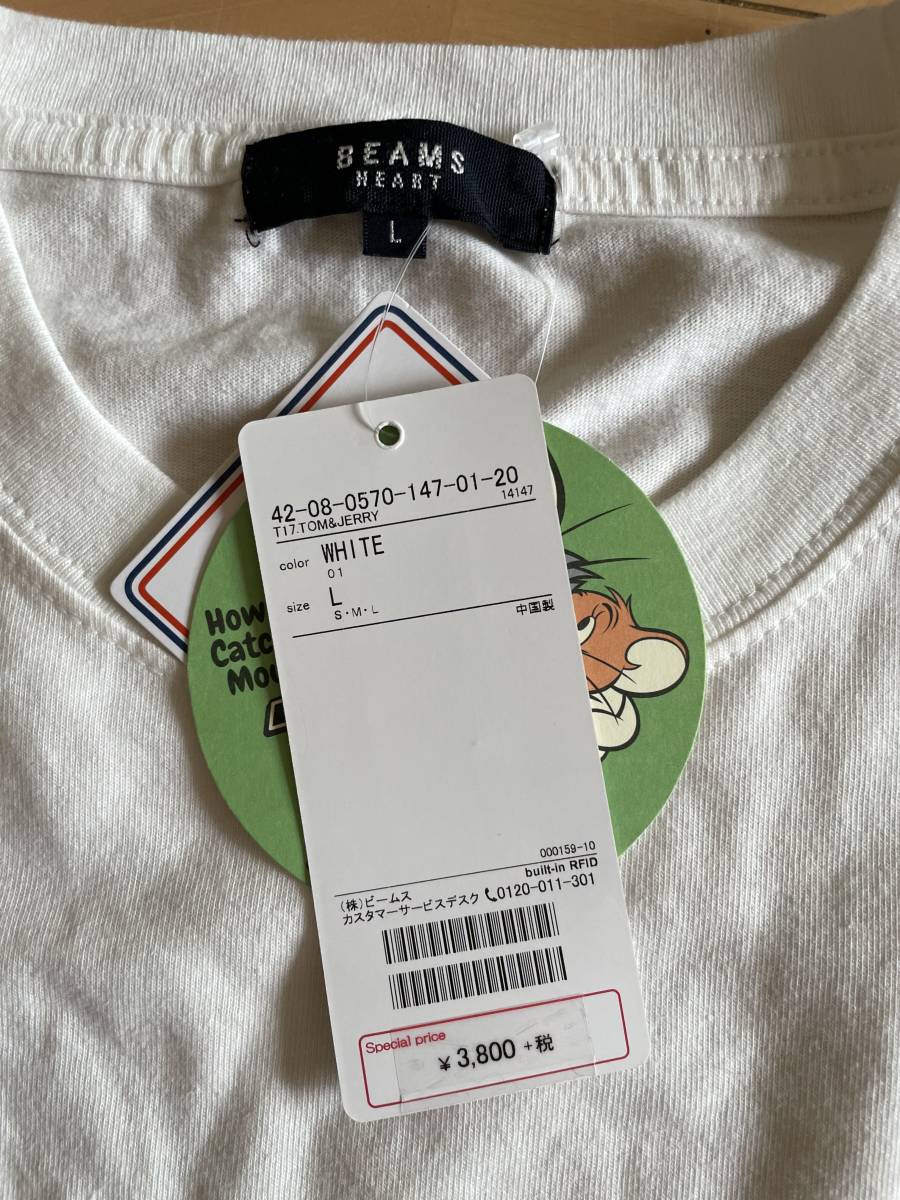 BEAMS
HEART
L
42-08-0570-147-01-20
T17.TOM&JERRY 14147
color WHITE
01
size L
S・M・L 中国製
How
Catc
Mou
000159-10
built-in RFID
(株)ビームス
カスタマーサービスデスク 0120-011-301
Special price
¥3,800 +税